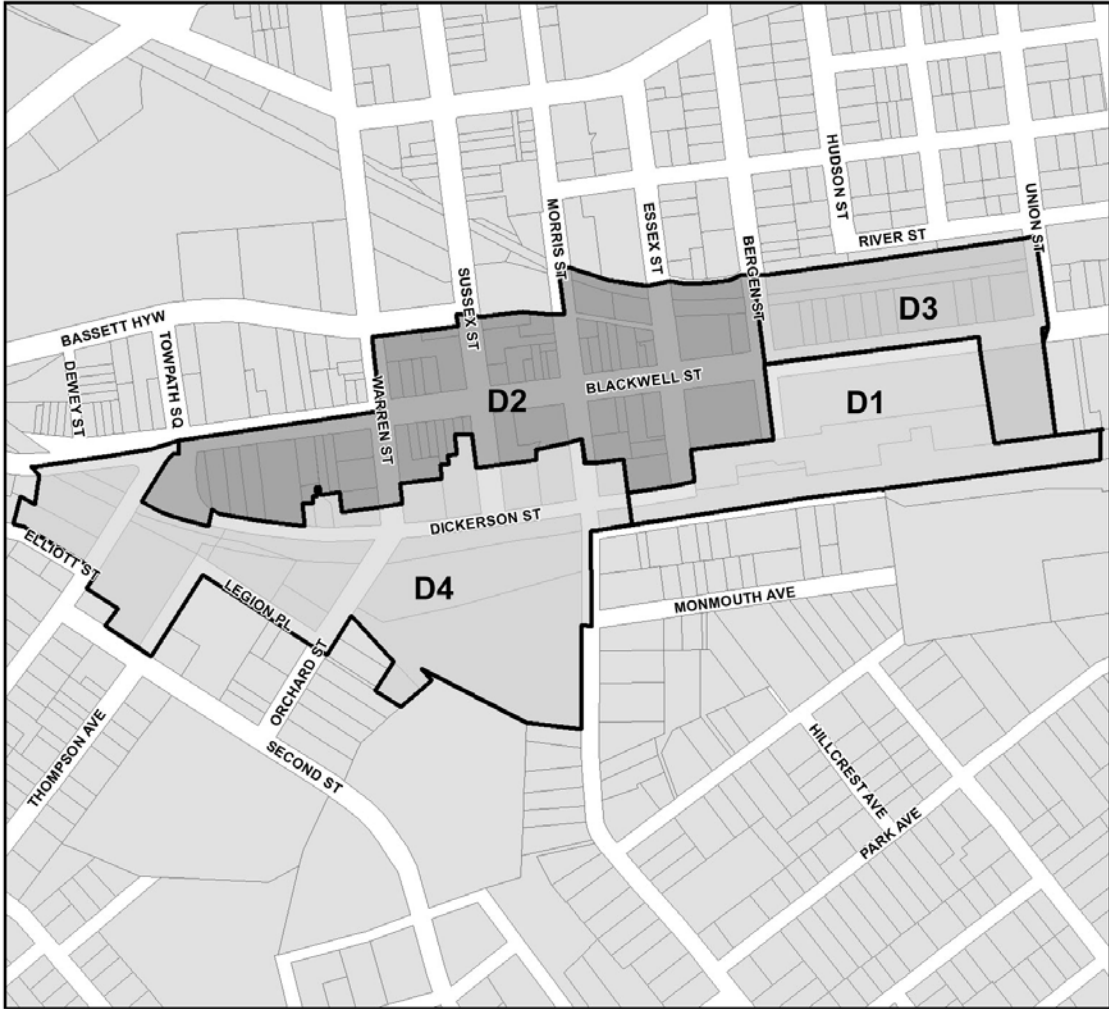 HUDSON ST
MORRIS ST
ESSEX ST
UNION ST
RIVER ST
BERGEN ST
SUSSEX ST
D3
BASSETT HYW
TOWPATH SQ
DEWEY ST
BLACKWELL ST
WARREN ST
D2
D1
DICKERSON ST
ELLIOTT ST
D4
LEGION PL
MONMOUTH AVE
ORCHARD ST
THOMPSON AVE
SECOND ST
HILLCREST AVE
PARK AVE